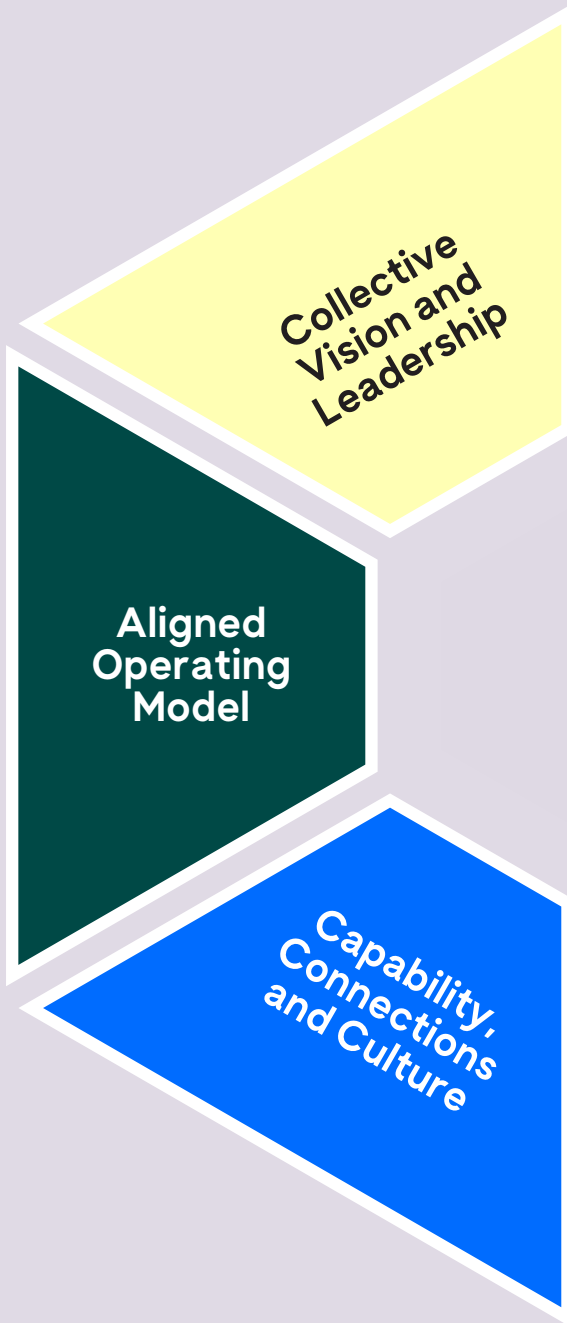 Collective
Vision and
Leadership
Aligned
Operating
Model
Capability,
Connections
and Culture